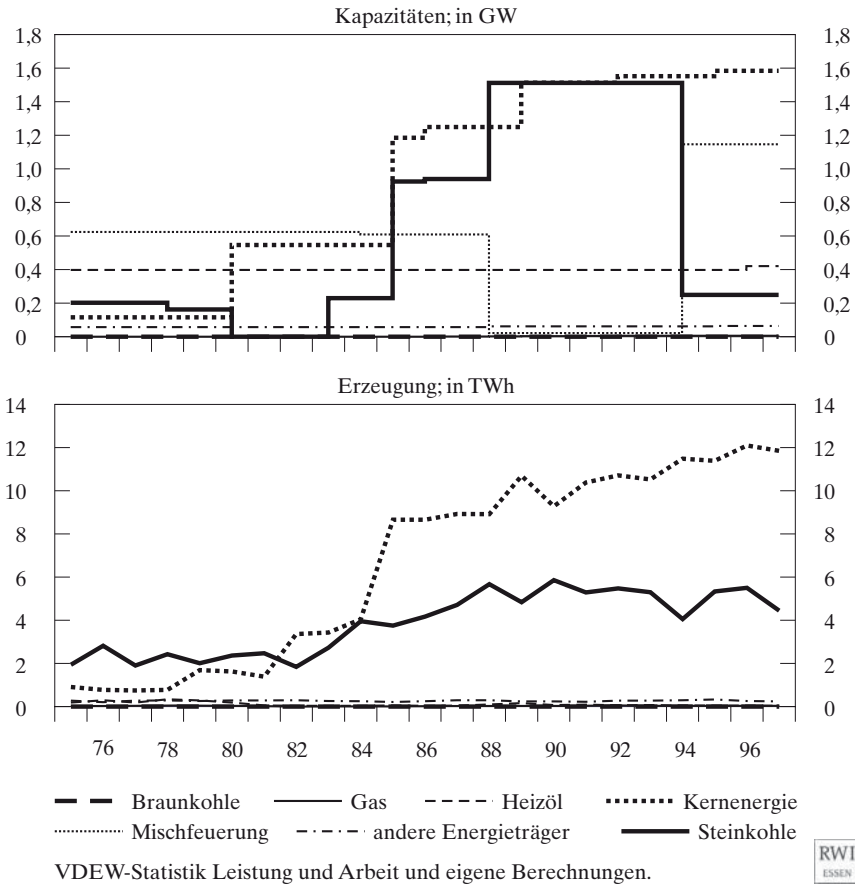 Kapazitäten; in GW
1,8 1,8
1,6 1,6
1,4 1,4
1,2 1,2
1,0 1,0
0,8 0,8
0,6 0,6
0,4 0,4
0,2 0,2
0 0
Erzeugung; in TWh
14 14
12 12
10 10
8 8
6 6
4 4
2 2
0 0
76 78 80 82 84 86 88 90 92 94 96
Braunkohle Gas Heizöl Kernenergie
Mischfeuerung andere Energieträger Steinkohle
VDEW-Statistik Leistung und Arbeit und eigene Berechnungen.
RWI
ESSEN